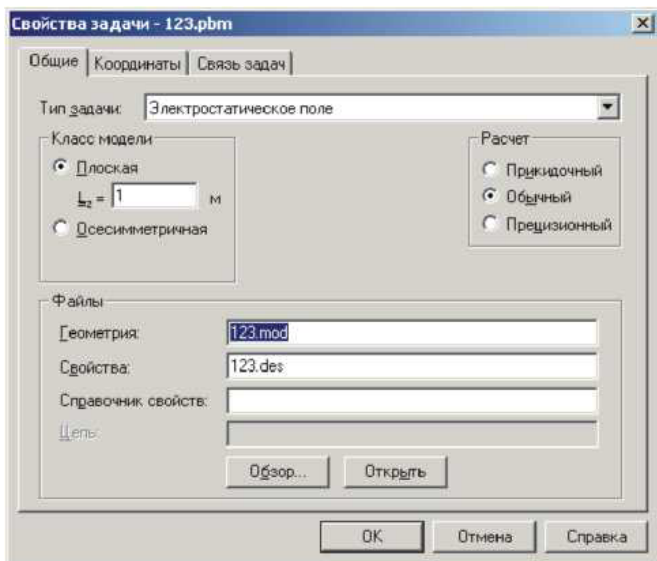 Свойства задачи - 123.pbm
Общие Координаты Связь задач
Тип задачи: Электростатическое поле
Класс модели
Плоская
Lz = 1 м
Осесимметричная
Расчет
Прикидочный
Обычный
Прецизионный
Файлы
Геометрия: 123.mod
Свойства: 123.des
Справочник свойств:
Цепь:
Обзор... Открыть
OK Отмена Справка